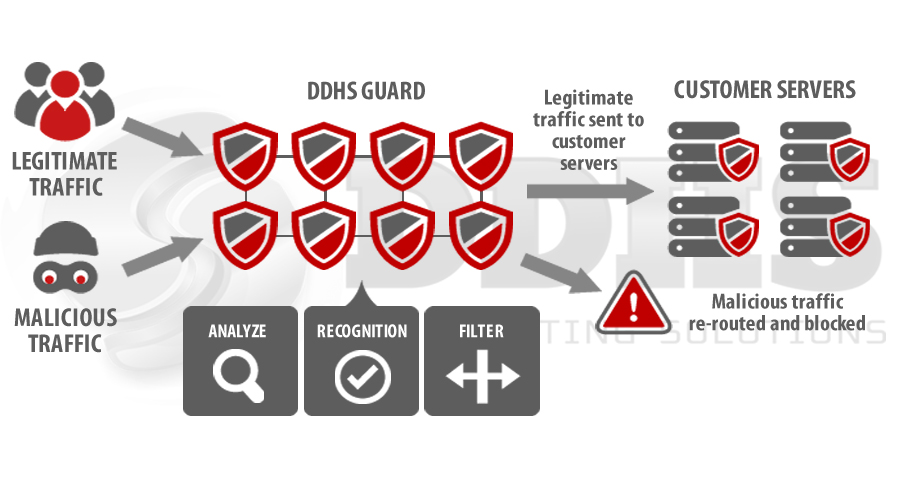 DDHS GUARD
CUSTOMER SERVERS
LEGITIMATE
TRAFFIC
Legitimate
traffic sent to
customer
servers
MALICIOUS
TRAFFIC
ANALYZE
RECOGNITION
FILTER
Malicious traffic
re-routed and blocked
DDHS
TING SOLUTIONS